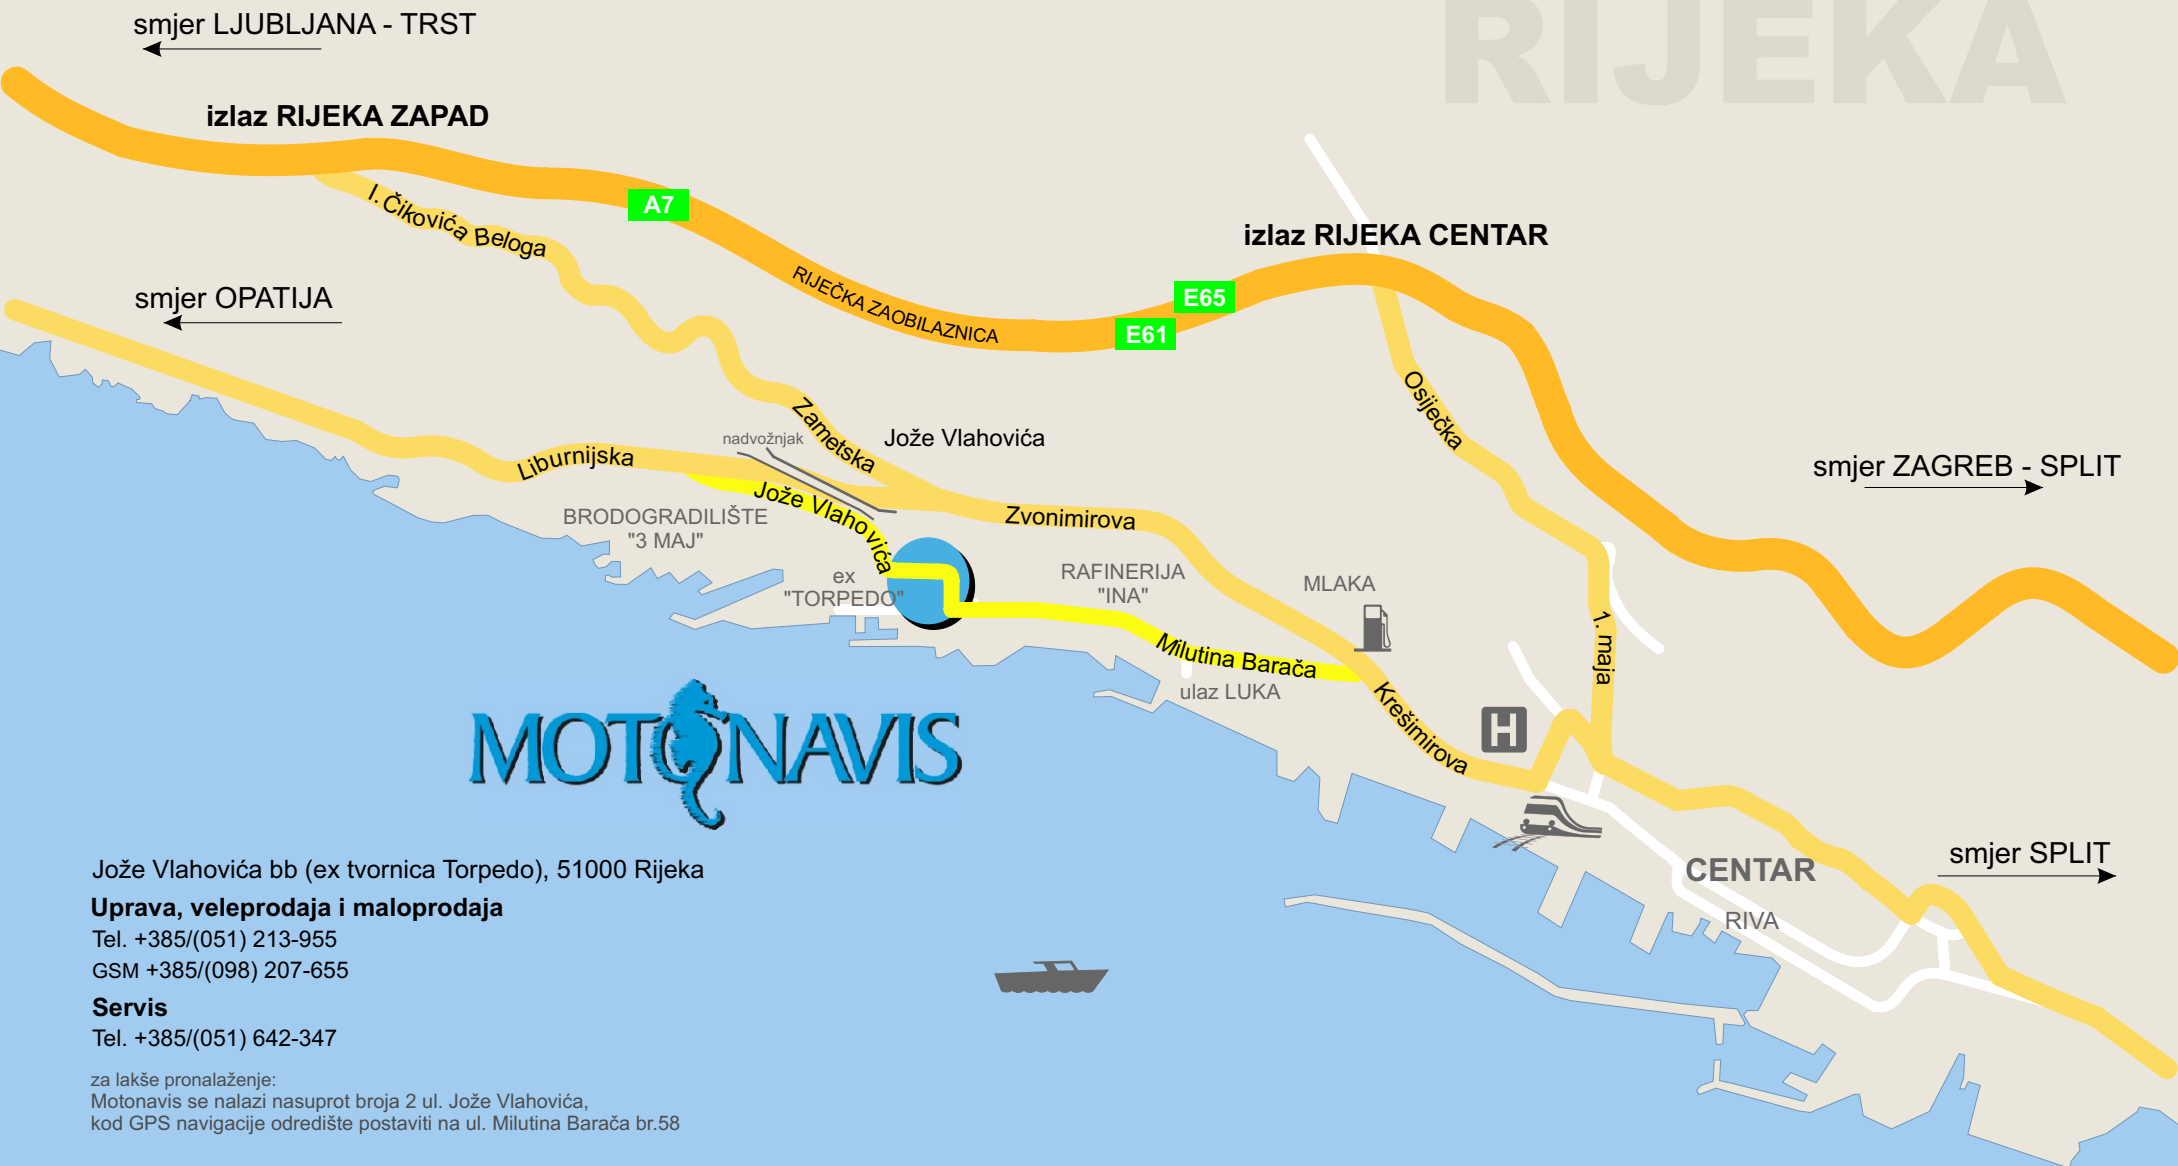 RIJEKA
smjer LJUBLJANA - TRST
izlaz RIJEKA ZAPAD
I. Čikovića Beloga
A7
izlaz RIJEKA CENTAR
smjer OPATIJA
RIJEČKA ZAOBILAZNICA
E65
E61
Osiječka
Zametska
Jože Vlahovića
nadvožnjak
Liburnijska
smjer ZAGREB - SPLIT
Jože Vlahovića
Zvonimirova
BRODOGRADILIŠTE
"3 MAJ"
ex
"TORPEDO"
RAFINERIJA
"INA"
MLAKA
1. maja
Milutina Barača
ulaz LUKA
Krešimirova
H
MOTONAVIS
CENTAR
RIVA
smjer SPLIT
Jože Vlahovića bb (ex tvornica Torpedo), 51000 Rijeka
Uprava, veleprodaja i maloprodaja
Tel. +385/(051) 213-955
GSM +385/(098) 207-655
Servis
Tel. +385/(051) 642-347
za lakše pronalaženje:
Motonavis se nalazi nasuprot broja 2 ul. Jože Vlahovića,
kod GPS navigacije odredište postaviti na ul. Milutina Barača br.58